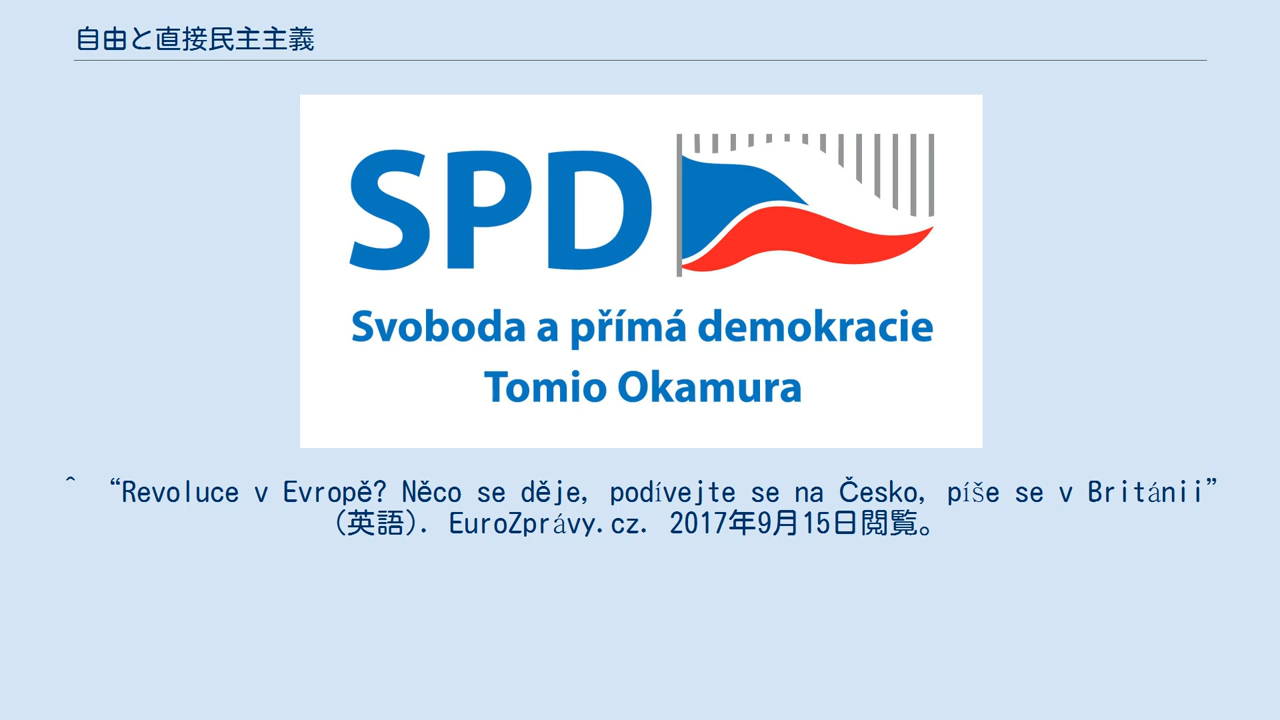 自由と直接民主主義
SPD
Svoboda a přímá demokracie
Tomio Okamura
^ “Revoluce v Evropě? Něco se děje, podívejte se na Česko, píše se v Británii”
(英語). EuroZprávy.cz. 2017年9月15日閲覧。